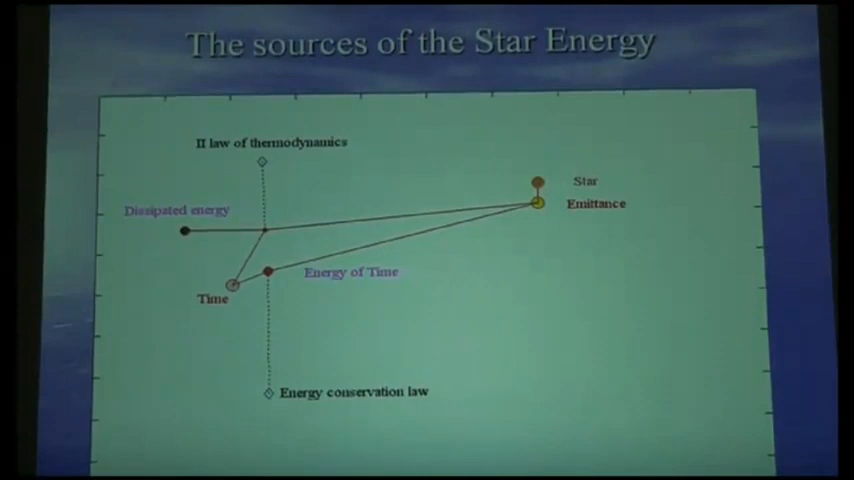 The sources of the Star Energy
II law of thermodynamics
Star
Emittance
Dissipated energy
Energy of Time
Time
Energy conservation law